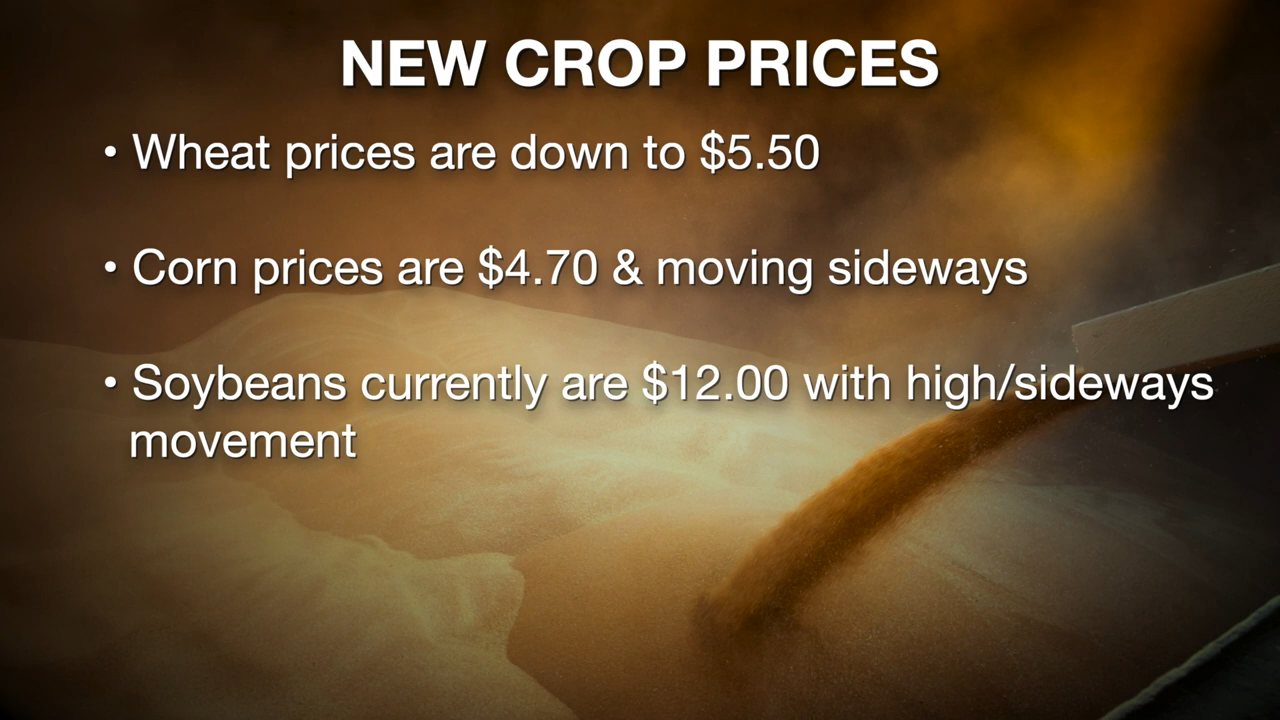 NEW CROP PRICES
• Wheat prices are down to $5.50
• Corn prices are $4.70 & moving sideways
• Soybeans currently are $12.00 with high/sideways
movement